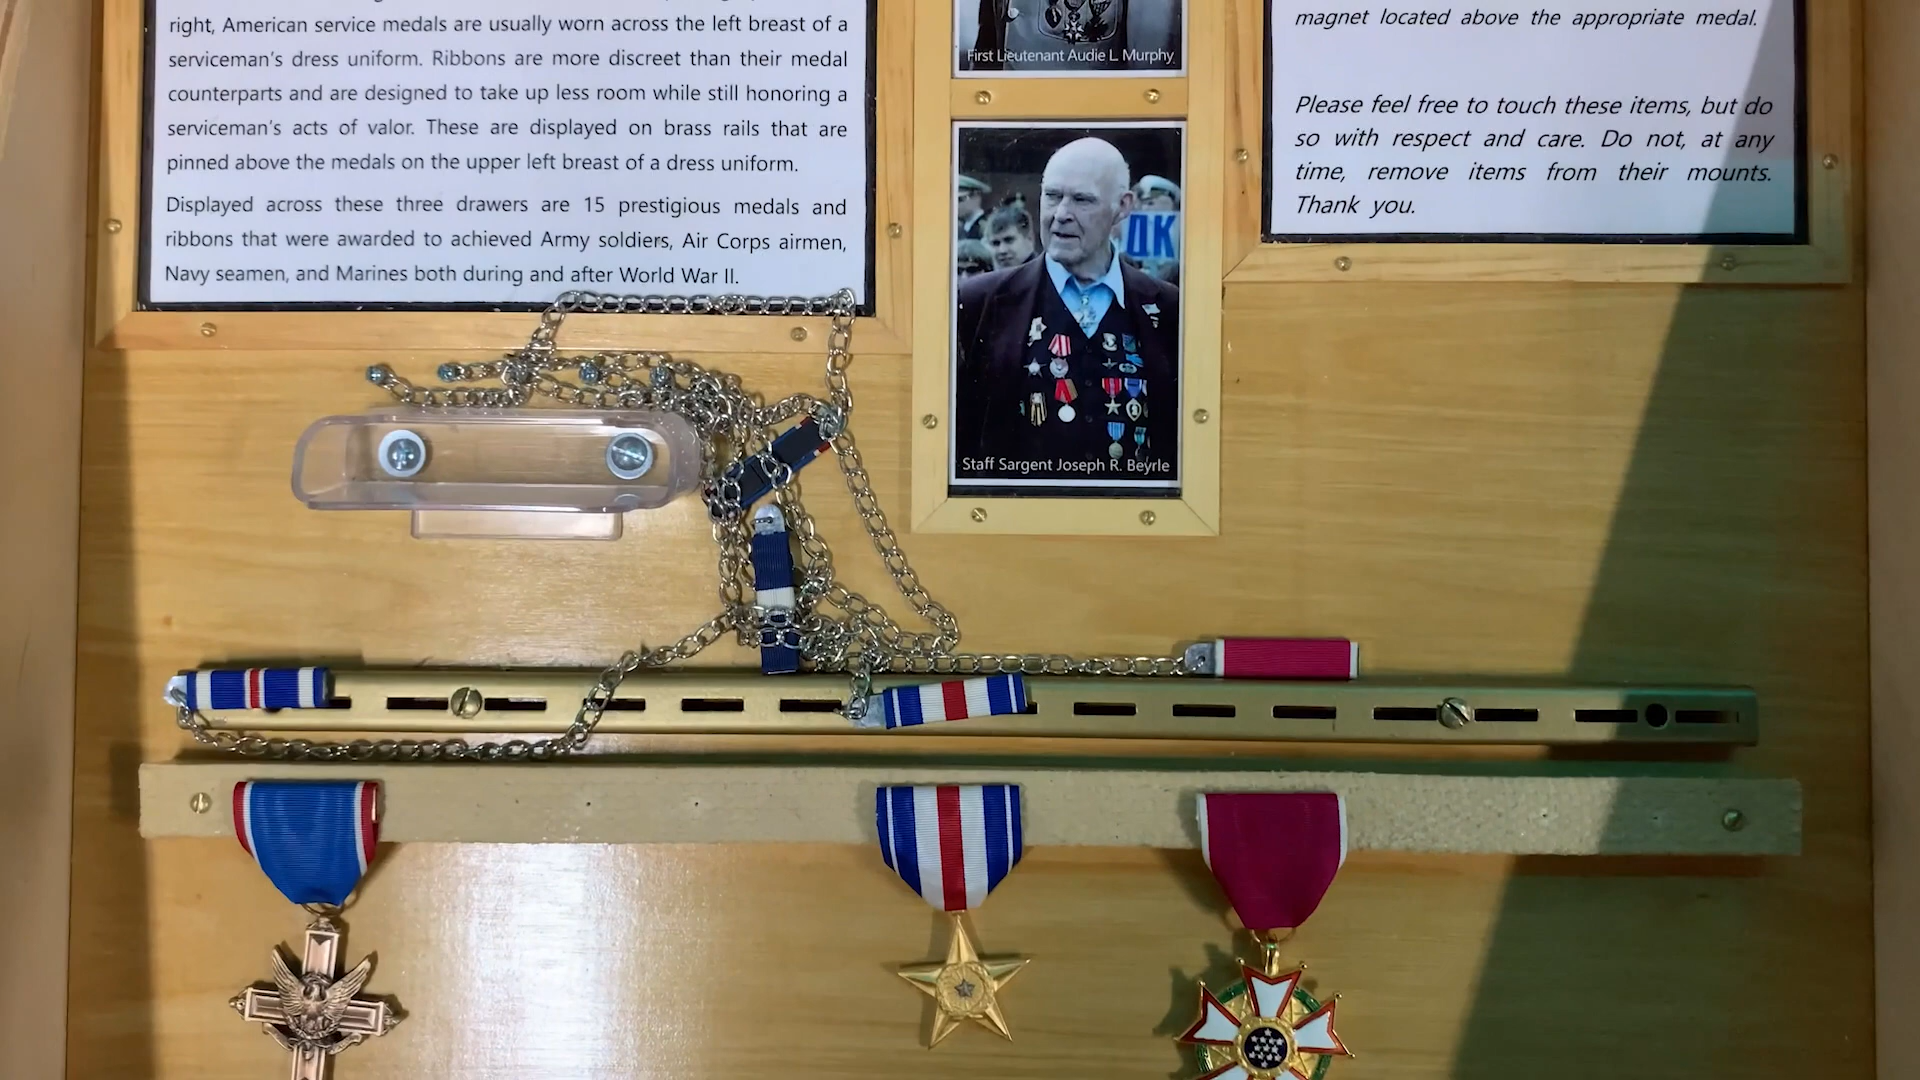 right, American service medals are usually worn across the left breast of a
serviceman's dress uniform. Ribbons are more discreet than their medal
counterparts and are designed to take up less room while still honoring a
serviceman's acts of valor. These are displayed on brass rails that are
pinned above the medals on the upper left breast of a dress uniform.
Displayed across these three drawers are 15 prestigious medals and
ribbons that were awarded to achieved Army soldiers, Air Corps airmen,
Navy seamen, and Marines both during and after World War II.
First Lieutenant Audie L. Murphy
ДК
Staff Sargent Joseph R. Beyrle
magnet located above the appropriate medal.
Please feel free to touch these items, but do
so with respect and care. Do not, at any
time, remove items from their mounts.
Thank you.